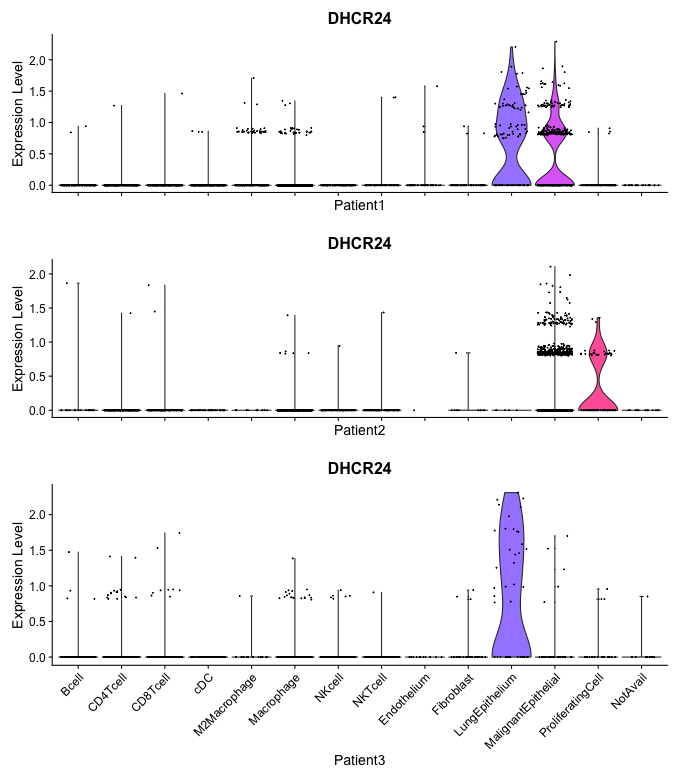 DHCR24
Expression Level
2.0
1.5
1.0
0.5
0.0
Patient1
DHCR24
Expression Level
2.0
1.5
1.0
0.5
0.0
Patient2
DHCR24
Expression Level
2.0
1.5
1.0
0.5
0.0
Bcell
CD4Tcell
CD8Tcell
cDC
M2Macrophage
Macrophage
NKcell
NKTcell
Endothelium
Fibroblast
LungEpithelium
MalignantEpithelial
ProliferatingCell
NotAvail
Patient3